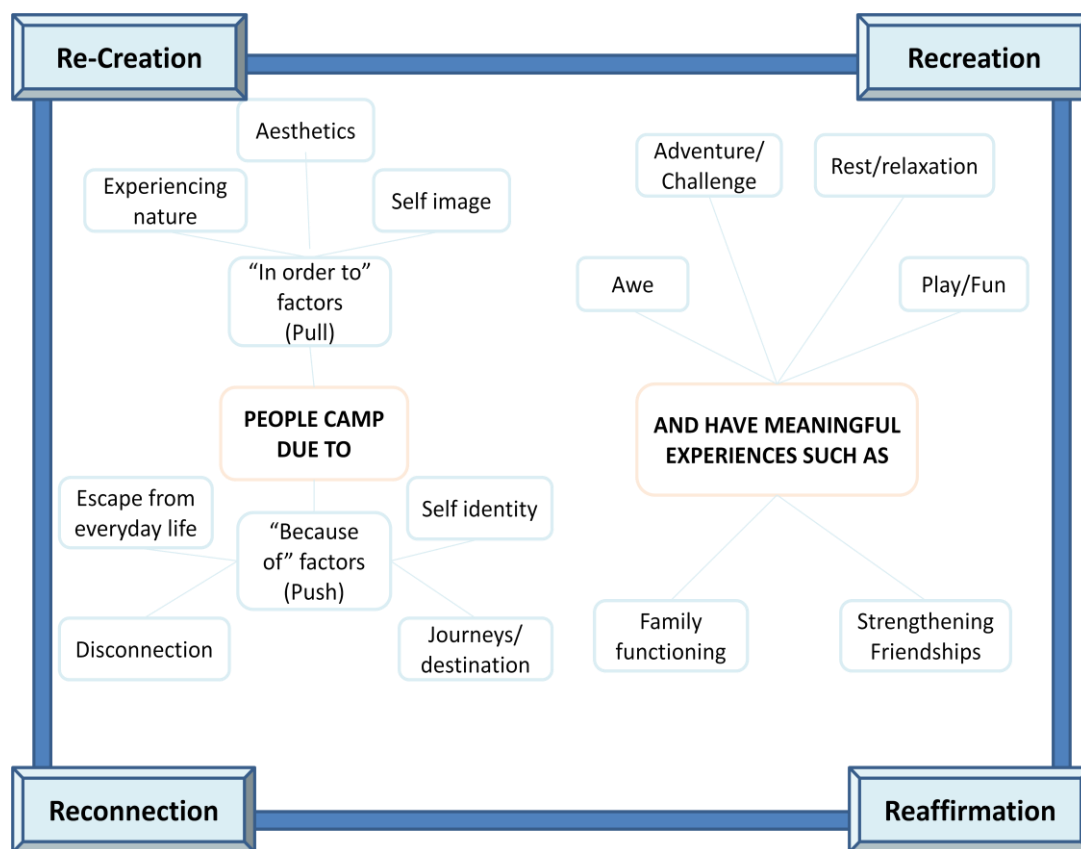 Re-Creation
Recreation
Aesthetics
Experiencing
nature
Self image
“In order to”
factors
(Pull)
PEOPLE CAMP
DUE TO
Escape from
everyday life
“Because
of” factors
(Push)
Self identity
Disconnection
Journeys/
destination
Adventure/
Challenge
Rest/relaxation
Awe
Play/Fun
AND HAVE MEANINGFUL
EXPERIENCES SUCH AS
Family
functioning
Strengthening
Friendships
Reconnection
Reaffirmation